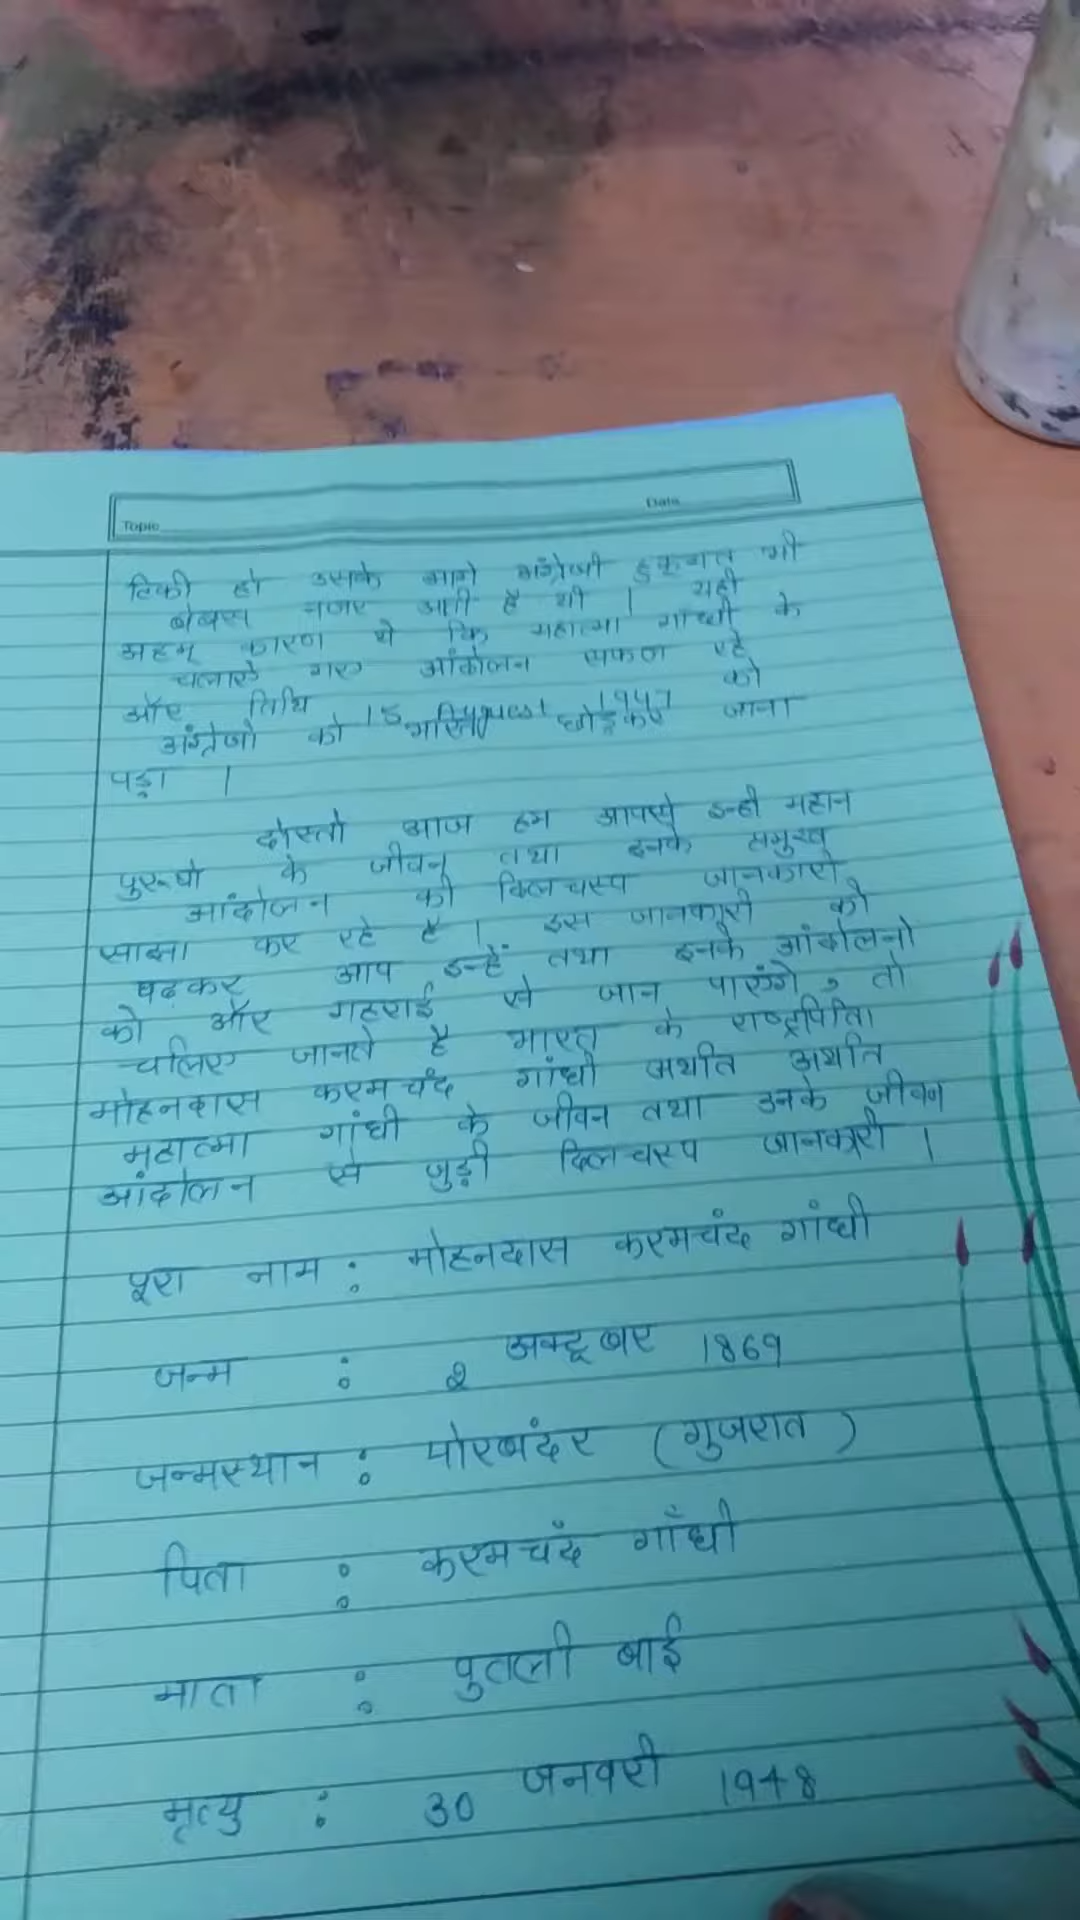 Topic Date
टिकी हो उसके आगे अंग्रेजी हुकूमत भी
बेबस नजर आती है थी । यही
अहम् कारण थे कि महात्मा गांधी के
चलाए गए आंदोलन सफल रहे
और तिथि 15 August 1947 को
अंग्रेजो को भारत छोड़कर जाना
पड़ा ।
दोस्तो आज हम आपसे इन्ही महान
पुरुषो के जीवन तथा इनके
आंदोलन की दिलचस्प जानकारी
साझा कर रहे है । इस जानकारी को
पढ़कर आप इन्हें तथा इनके आंदोलनो
को और गहराई से जान पाएंगे, तो
चलिए जानते है भारत के राष्ट्रपिता
मोहनदास करमचंद गांधी अर्थात अर्थात
महात्मा गांधी के जीवन तथा उनके जीवन
आंदोलन से जुड़ी दिलचस्प जानकारी ।
पूरा नाम : मोहनदास करमचंद गांधी
जन्म : 2 अक्टूबर 1869
जन्मस्थान : पोरबंदर (गुजरात)
पिता : करमचंद गाँधी
माता : पुतली बाई
मृत्यु : 30 जनवरी 1948